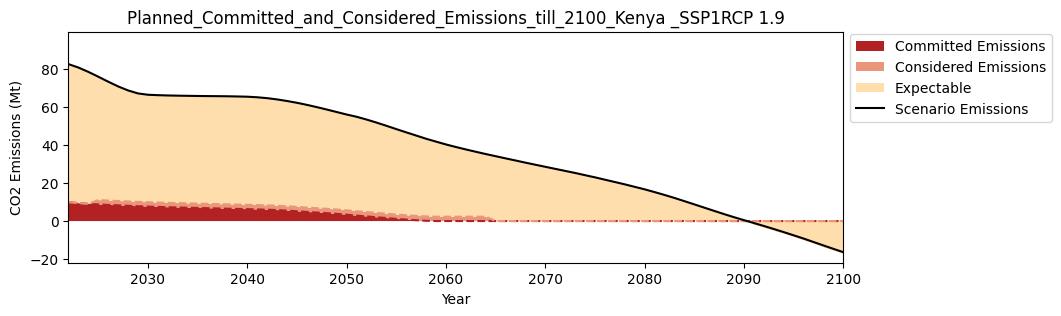 Planned_Committed_and_Considered_Emissions_till_2100_Kenya _SSP1RCP 1.9
Committed Emissions
Considered Emissions
Expectable
Scenario Emissions
CO2 Emissions (Mt)
80
60
40
20
0
−20
2030 2040 2050 2060 2070 2080 2090 2100
Year